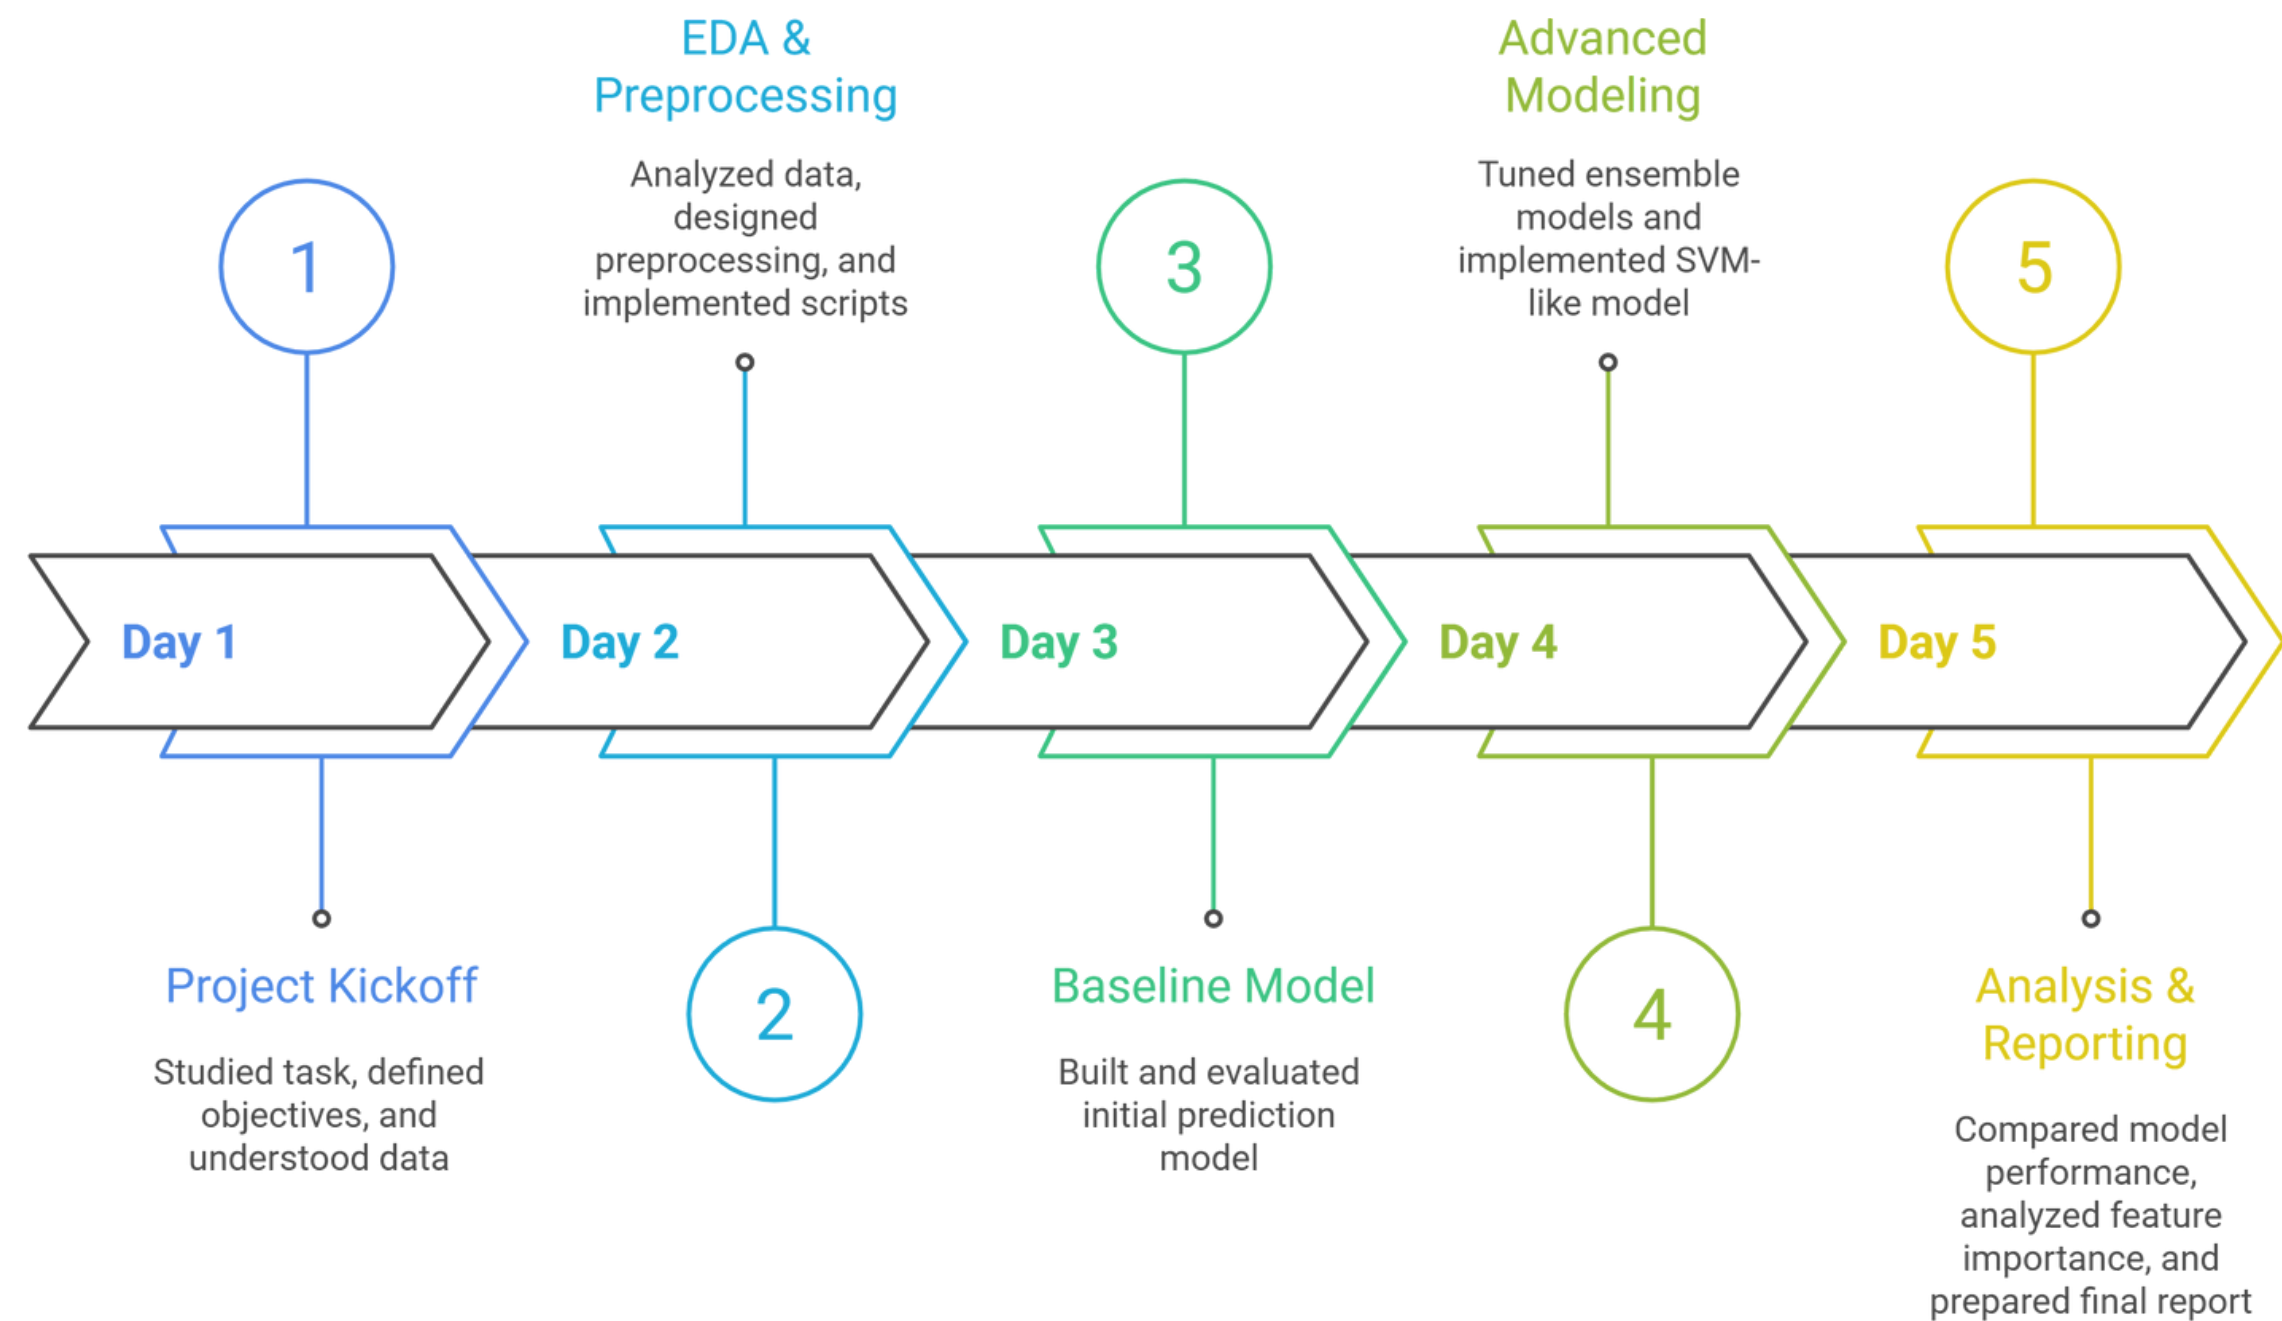 EDA &
Preprocessing
Analyzed data,
designed
preprocessing, and
implemented scripts
Advanced
Modeling
Tuned ensemble
models and
implemented SVM-
like model
1
3
5
Day 1
Day 2
Day 3
Day 4
Day 5
Project Kickoff
Studied task, defined
objectives, and
understood data
2
Baseline Model
Built and evaluated
initial prediction
model
4
Analysis &
Reporting
Compared model
performance,
analyzed feature
importance, and
prepared final report